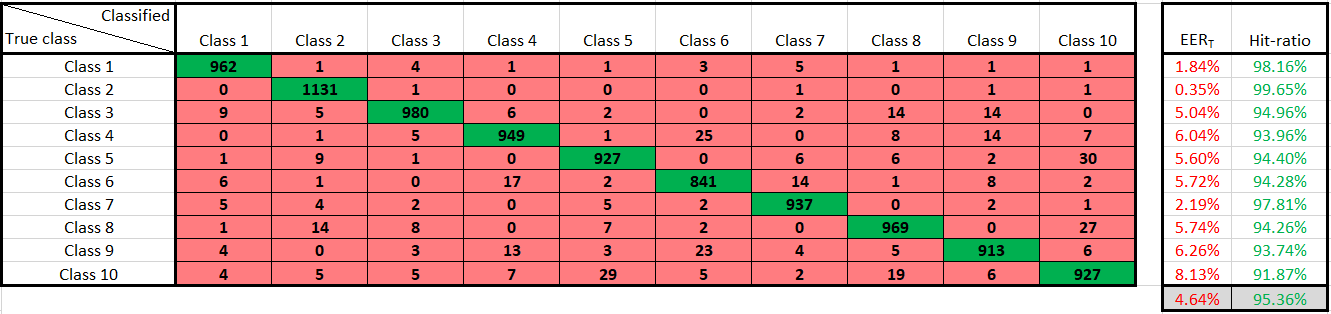 Classified
True class Class 1 Class 2 Class 3 Class 4 Class 5 Class 6 Class 7 Class 8 Class 9 Class 10 EER_T Hit-ratio
Class 1 962 1 4 1 1 3 5 1 1 1 1.84% 98.16%
Class 2 0 1131 1 0 0 0 1 0 1 1 0.35% 99.65%
Class 3 9 5 980 6 2 0 2 14 14 0 5.04% 94.96%
Class 4 0 1 5 949 1 25 0 8 14 7 6.04% 93.96%
Class 5 1 9 1 0 927 0 6 6 2 30 5.60% 94.40%
Class 6 6 1 0 17 2 841 14 1 8 2 5.72% 94.28%
Class 7 5 4 2 0 5 2 937 0 2 1 2.19% 97.81%
Class 8 1 14 8 0 7 2 0 969 0 27 5.74% 94.26%
Class 9 4 0 3 13 3 23 4 5 913 6 6.26% 93.74%
Class 10 4 5 5 7 29 5 2 19 6 927 8.13% 91.87%
4.64% 95.36%